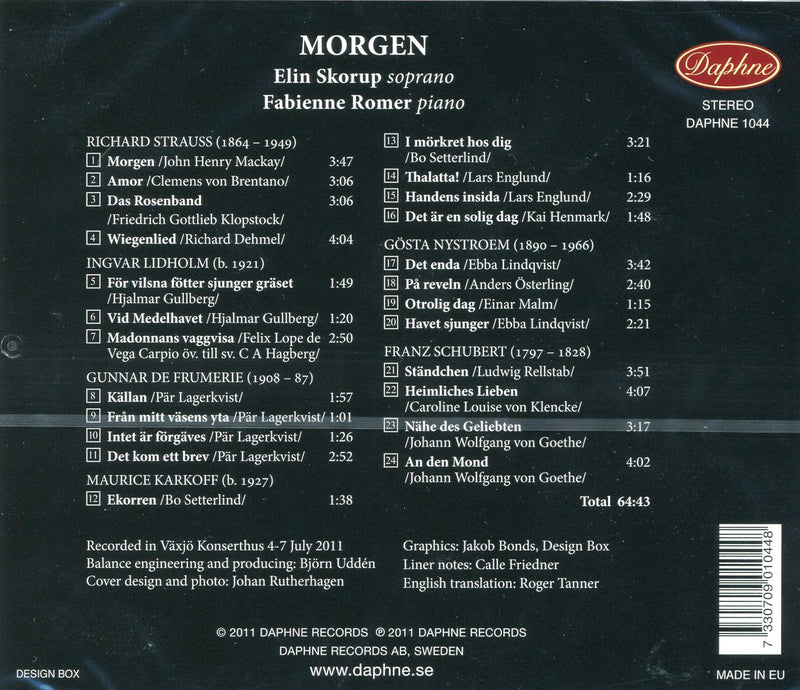 MORGEN
Elin Skorup soprano
Fabienne Romer piano
Daphne
STEREO
DAPHNE 1044
RICHARD STRAUSS (1864 – 1949)
1 Morgen /John Henry Mackay/ 3:47
2 Amor /Clemens von Brentano/ 3:06
3 Das Rosenband 3:06
/Friedrich Gottlieb Klopstock/
4 Wiegenlied /Richard Dehmel/ 4:04
INGVAR LIDHOLM (b. 1921)
5 För vilsna fötter sjunger gräset 1:49
/Hjalmar Gullberg/
6 Vid Medelhavet /Hjalmar Gullberg/ 1:20
7 Madonnans vaggvisa /Felix Lope de 2:50
Vega Carpio öv. till sv. C A Hagberg/
GUNNAR DE FRUMERIE (1908 – 87)
8 Källan /Pär Lagerkvist/ 1:57
9 Från mitt väsens yta /Pär Lagerkvist/ 1:01
10 Intet är förgäves /Pär Lagerkvist/ 1:26
11 Det kom ett brev /Pär Lagerkvist/ 2:52
MAURICE KARKOFF (b. 1927)
12 Ekorren /Bo Setterlind/ 1:38
13 I mörkret hos dig 3:21
/Bo Setterlind/
14 Thalatta! /Lars Englund/ 1:16
15 Handens insida /Lars Englund/ 2:29
16 Det är en solig dag /Kai Henmark/ 1:48
GÖSTA NYSTROEM (1890 – 1966)
17 Det enda /Ebba Lindqvist/ 3:42
18 På reveln /Anders Österling/ 2:40
19 Otrolig dag /Einar Malm/ 1:15
20 Havet sjunger /Ebba Lindqvist/ 2:21
FRANZ SCHUBERT (1797 – 1828)
21 Ständchen /Ludwig Rellstab/ 3:51
22 Heimliches Lieben 4:07
/Caroline Louise von Klencke/
23 Nähe des Geliebten 3:17
/Johann Wolfgang von Goethe/
24 An den Mond 4:02
/Johann Wolfgang von Goethe/
Total 64:43
Recorded in Växjö Konserthus 4-7 July 2011
Balance engineering and producing: Björn Uddén
Cover design and photo: Johan Rutherhagen
Graphics: Jakob Bonds, Design Box
Liner notes: Calle Friedner
English translation: Roger Tanner
7 330709 010448
© 2011 DAPHNE RECORDS ℗ 2011 DAPHNE RECORDS
DAPHNE RECORDS AB, SWEDEN
www.daphne.se
DESIGN BOX
MADE IN EU